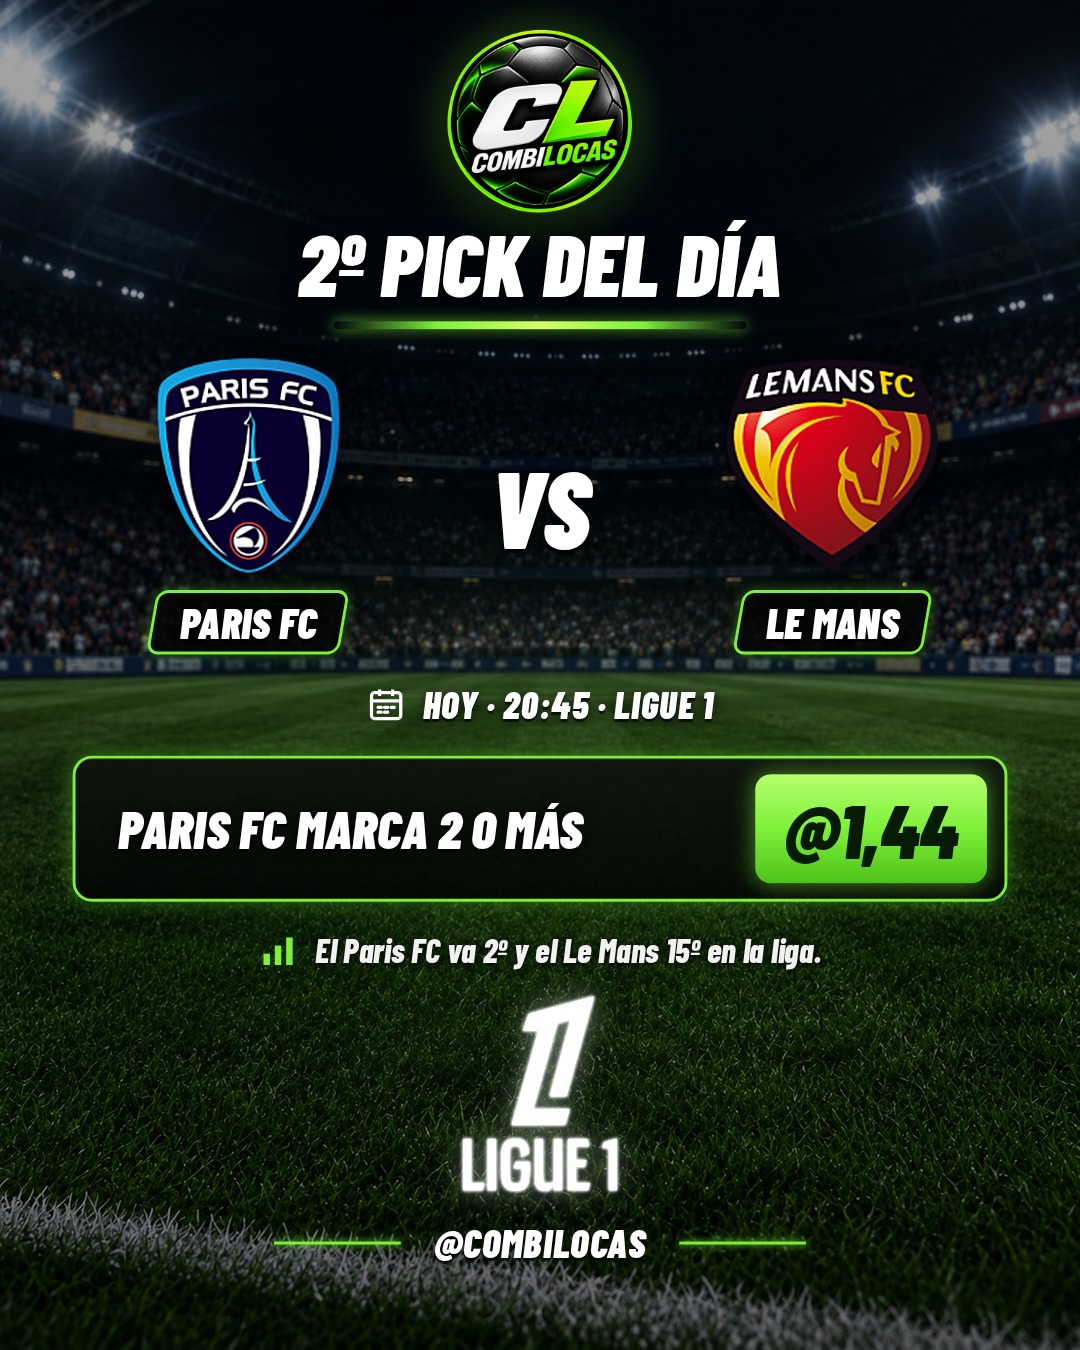 CL
COMBILOCAS
2º PICK DEL DÍA
PARIS FC
LEMANS FC
VS
PARIS FC
LE MANS
HOY · 20:45 · LIGUE 1
PARIS FC MARCA 2 O MÁS
@1,44
El Paris FC va 2º y el Le Mans 15º en la liga.
LIGUE 1
@COMBILOCAS